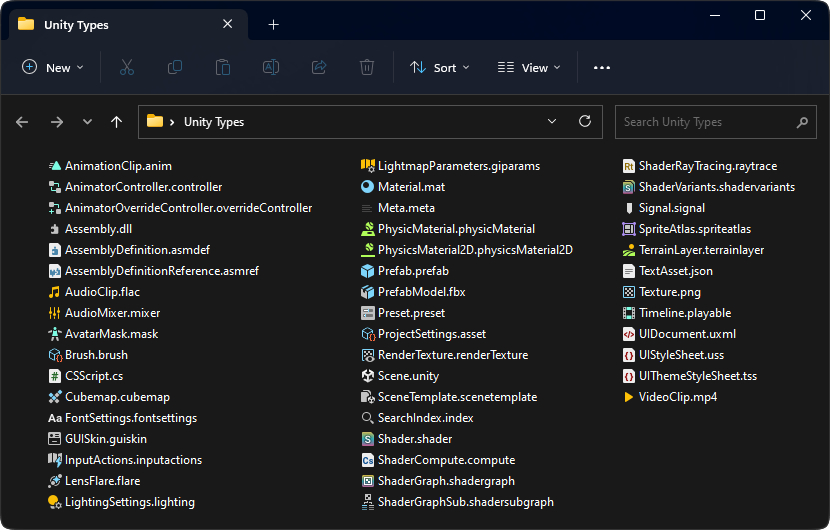 Unity Types
New
Sort
View
Unity Types
Search Unity Types
AnimationClip.anim
AnimatorController.controller
AnimatorOverrideController.overrideController
Assembly.dll
AssemblyDefinition.asmdef
AssemblyDefinitionReference.asmref
AudioClip.flac
AudioMixer.mixer
AvatarMask.mask
Brush.brush
CSScript.cs
Cubemap.cubemap
Aa FontSettings.fontsettings
GUISkin.guiskin
InputActions.inputactions
LensFlare.flare
LightingSettings.lighting
LightmapParameters.giparams
Material.mat
Meta.meta
PhysicMaterial.physicMaterial
PhysicsMaterial2D.physicsMaterial2D
Prefab.prefab
PrefabModel.fbx
Preset.preset
ProjectSettings.asset
RenderTexture.renderTexture
Scene.unity
SceneTemplate.scenetemplate
SearchIndex.index
S Shader.shader
Cs ShaderCompute.compute
ShaderGraph.shadergraph
ShaderGraphSub.shadersubgraph
Rt ShaderRayTracing.raytrace
S ShaderVariants.shadervariants
Signal.signal
SpriteAtlas.spriteatlas
TerrainLayer.terrainlayer
TextAsset.json
Texture.png
Timeline.playable
UIDocument.uxml
UIStyleSheet.uss
UIThemeStyleSheet.tss
VideoClip.mp4